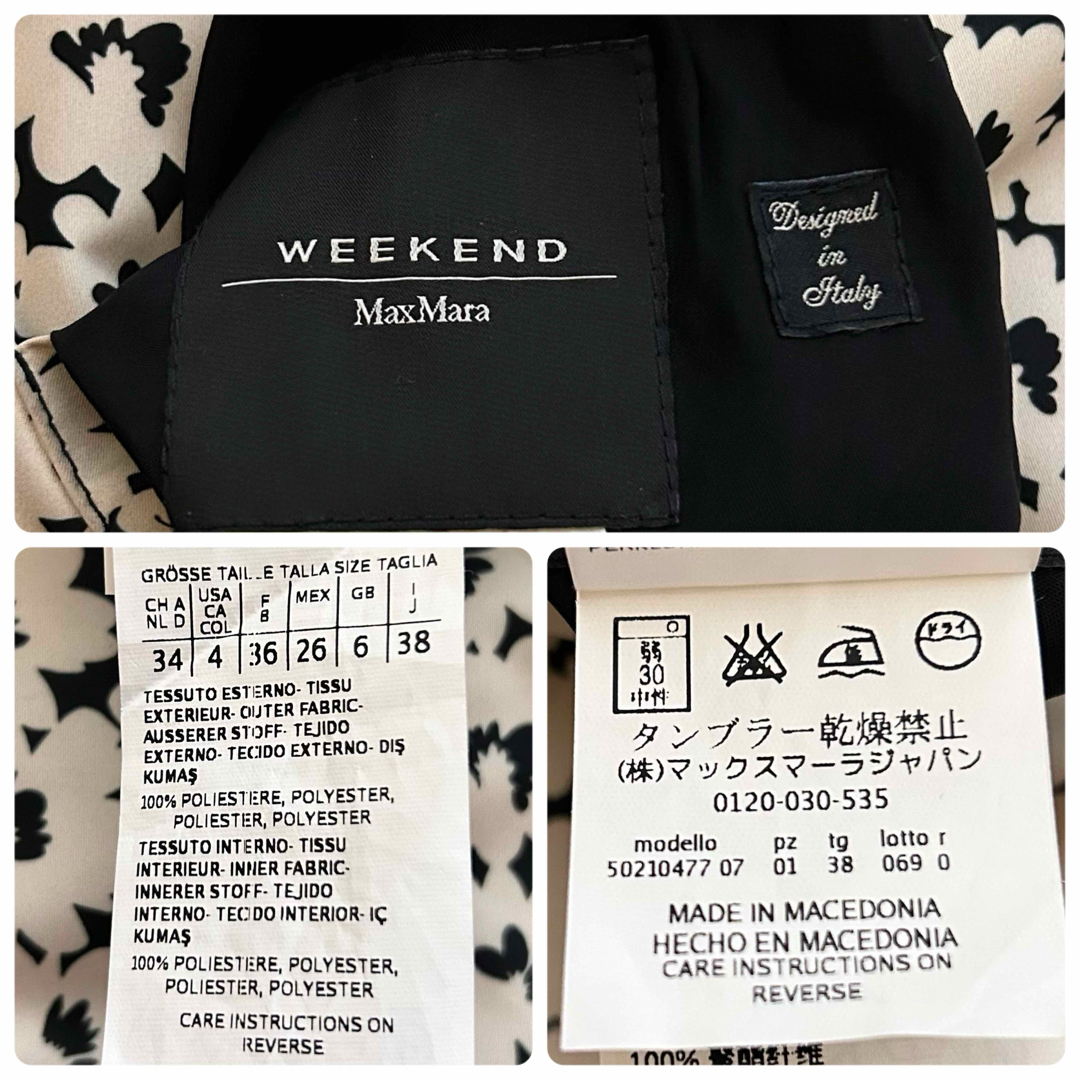 WEEKEND
MaxMara
Designed
in
Italy
GRÖSSE TAILLE TALLA SIZE TAGLIA
CH A NL D
USA CA COL
F B
MEX
GB
I J
34 4 36 26 6 38
TESSUTO ESTERNO- TISSU
EXTERIEUR- OUTER FABRIC-
AUSSERER STOFF- TEJIDO
EXTERNO- TECIDO EXTERNO- DIŞ
KUMAŞ
100% POLIESTERE, POLYESTER,
POLIESTER, POLYESTER
TESSUTO INTERNO- TISSU
INTERIEUR- INNER FABRIC-
INNERER STOFF- TEJIDO
INTERNO- TECIDO INTERIOR- IÇ
KUMAŞ
100% POLIESTERE, POLYESTER,
POLIESTER, POLYESTER
CARE INSTRUCTIONS ON
REVERSE
弱
30
中性
ドライ
タンブラー乾燥禁止
(株)マックスマーラジャパン
0120-030-535
modello pz tg lotto r
50210477 07 01 38 069 0
MADE IN MACEDONIA
HECHO EN MACEDONIA
CARE INSTRUCTIONS ON
REVERSE
100% 聚酯纤维